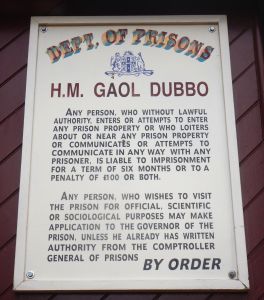 DEPT. OF PRISONS
H.M. GAOL DUBBO
ANY PERSON, WHO WITHOUT LAWFUL
AUTHORITY, ENTERS OR ATTEMPTS TO ENTER
ANY PRISON PROPERTY OR WHO LOITERS
ABOUT OR NEAR ANY PRISON PROPERTY
OR COMMUNICATES OR ATTEMPTS TO
COMMUNICATE IN ANY WAY WITH ANY
PRISONER, IS LIABLE TO IMPRISONMENT
FOR A TERM OF SIX MONTHS OR TO A
PENALTY OF £100 OR BOTH.
ANY PERSON, WHO WISHES TO VISIT
THE PRISON FOR OFFICIAL, SCIENTIFIC
OR SOCIOLOGICAL PURPOSES MAY MAKE
APPLICATION TO THE GOVERNOR OF THE
PRISON, UNLESS HE ALREADY HAS WRITTEN
AUTHORITY FROM THE COMPTROLLER
GENERAL OF PRISONS BY ORDER